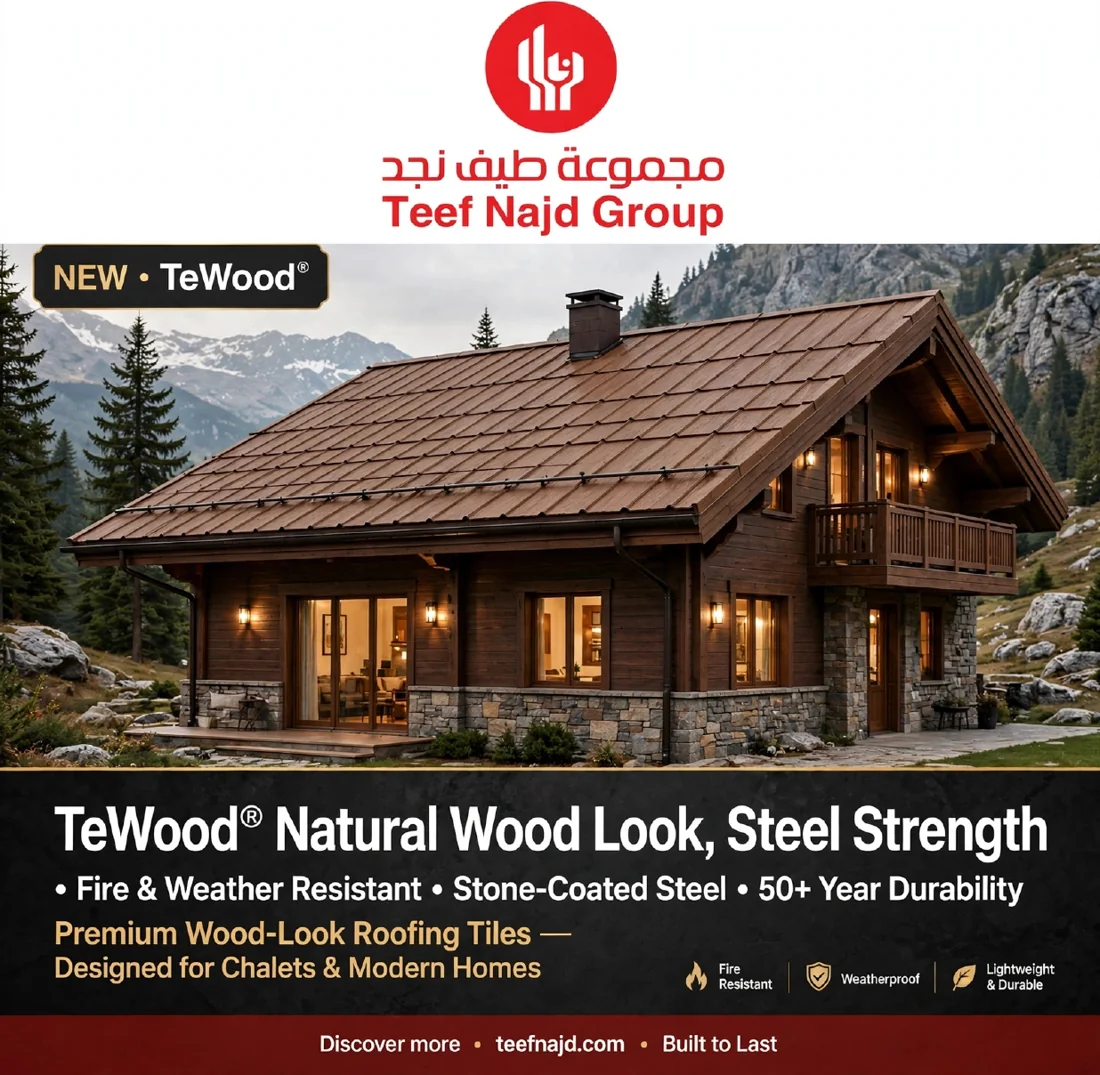 مجموعة طيف نجد
Teef Najd Group
NEW • TeWood®
TeWood® Natural Wood Look, Steel Strength
• Fire & Weather Resistant • Stone-Coated Steel • 50+ Year Durability
Premium Wood-Look Roofing Tiles —
Designed for Chalets & Modern Homes
Fire
Resistant
Weatherproof
Lightweight
& Durable
Discover more • teefnajd.com • Built to Last